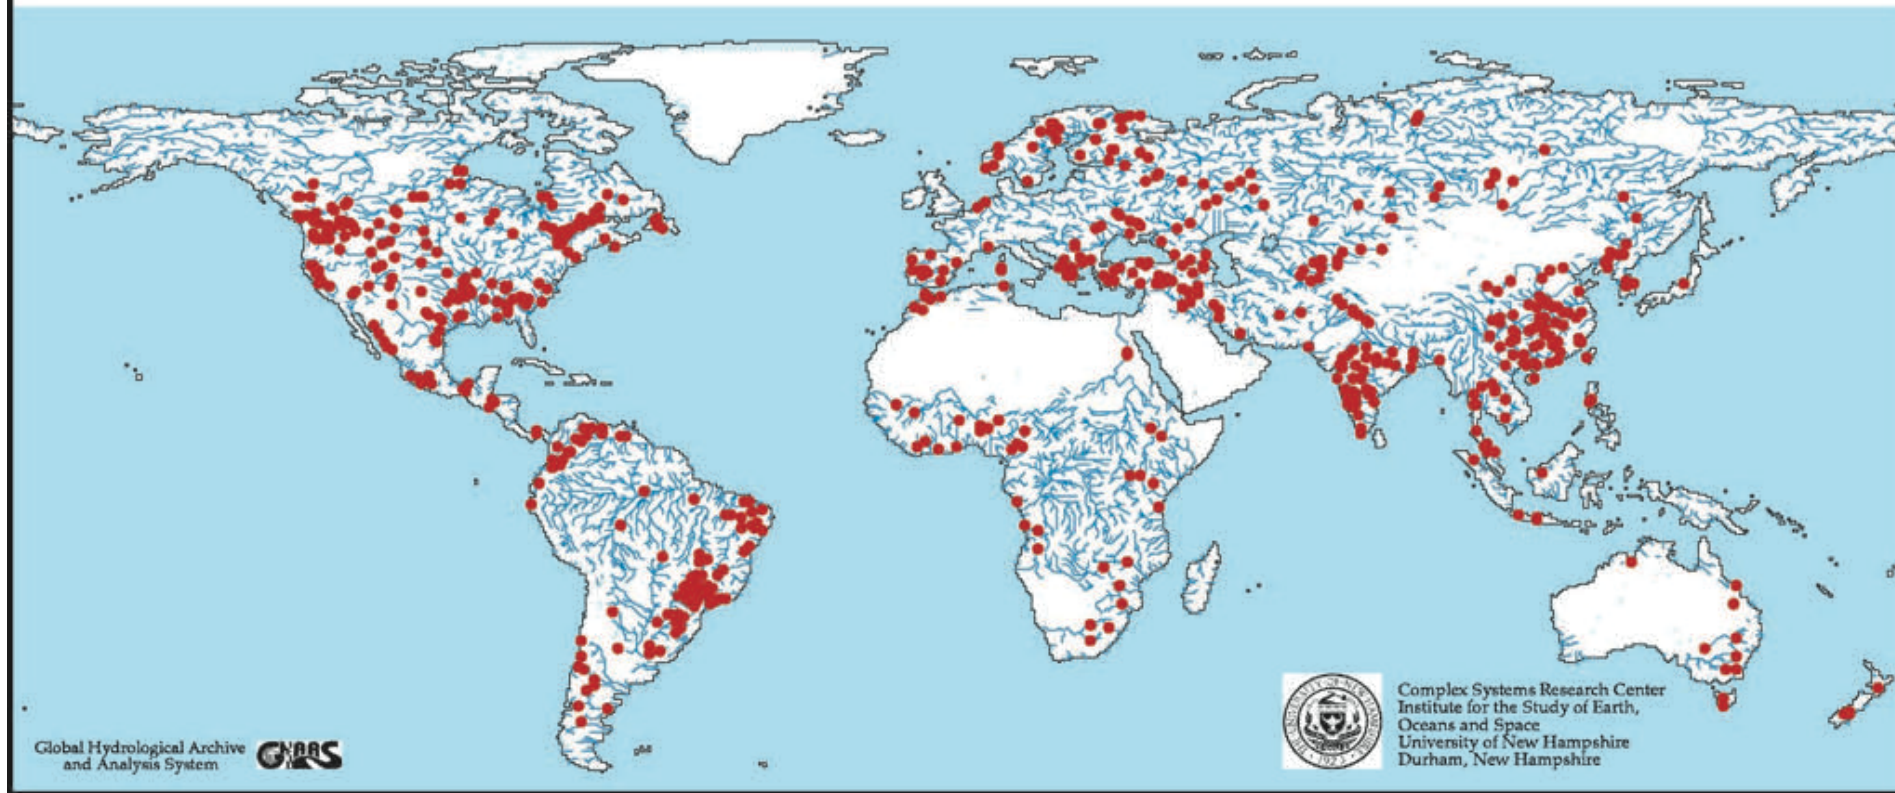 Global Hydrological Archive
and Analysis System
Complex Systems Research Center
Institute for the Study of Earth,
Oceans and Space
University of New Hampshire
Durham, New Hampshire